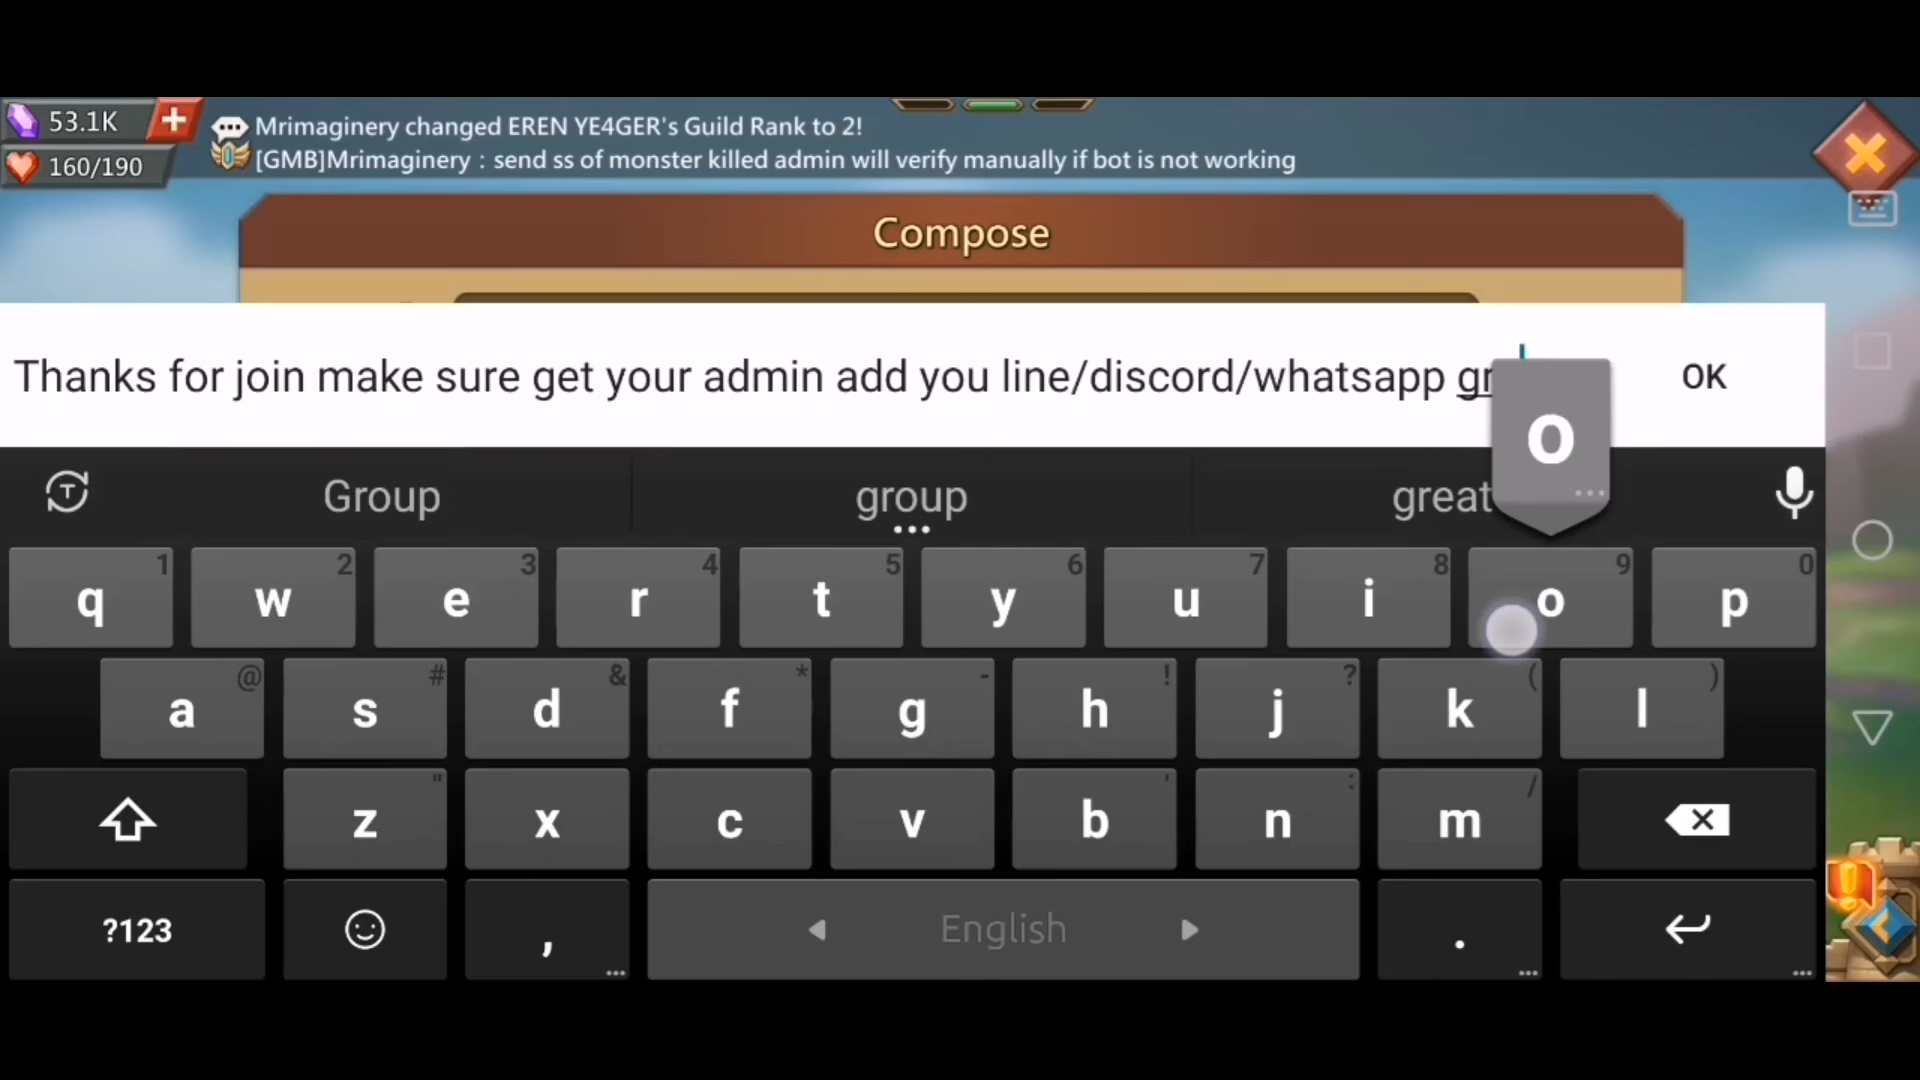 53.1K
Mrimaginery changed EREN YE4GER's Guild Rank to 2!
160/190
[GMB]Mrimaginery : send ss of monster killed admin will verify manually if bot is not working
Compose
Thanks for join make sure get your admin add you line/discord/whatsapp gr
OK
o
Group
group
great
q 1 w 2 e 3 r 4 t 5 y 6 u 7 i 8 o 9 p 0
a @ s # d & f * g - h ! j ? k ( l )
z " x c v b ' n : m /
?123 , English .